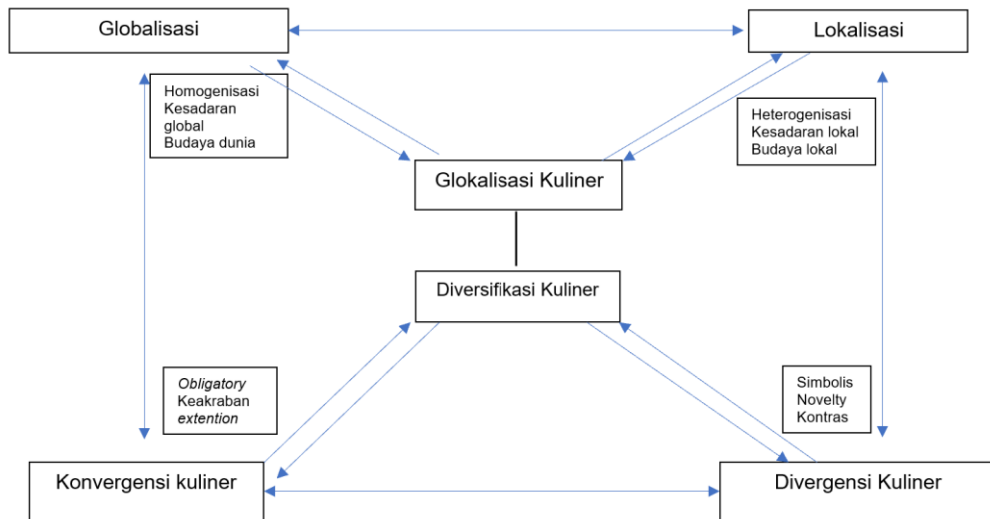 Globalisasi
Lokalisasi
Homogenisasi
Kesadaran
global
Budaya dunia
Heterogenisasi
Kesadaran lokal
Budaya lokal
Glokalisasi Kuliner
Diversifikasi Kuliner
Obligatory
Keakraban
extention
Simbolis
Novelty
Kontras
Konvergensi kuliner
Divergensi Kuliner